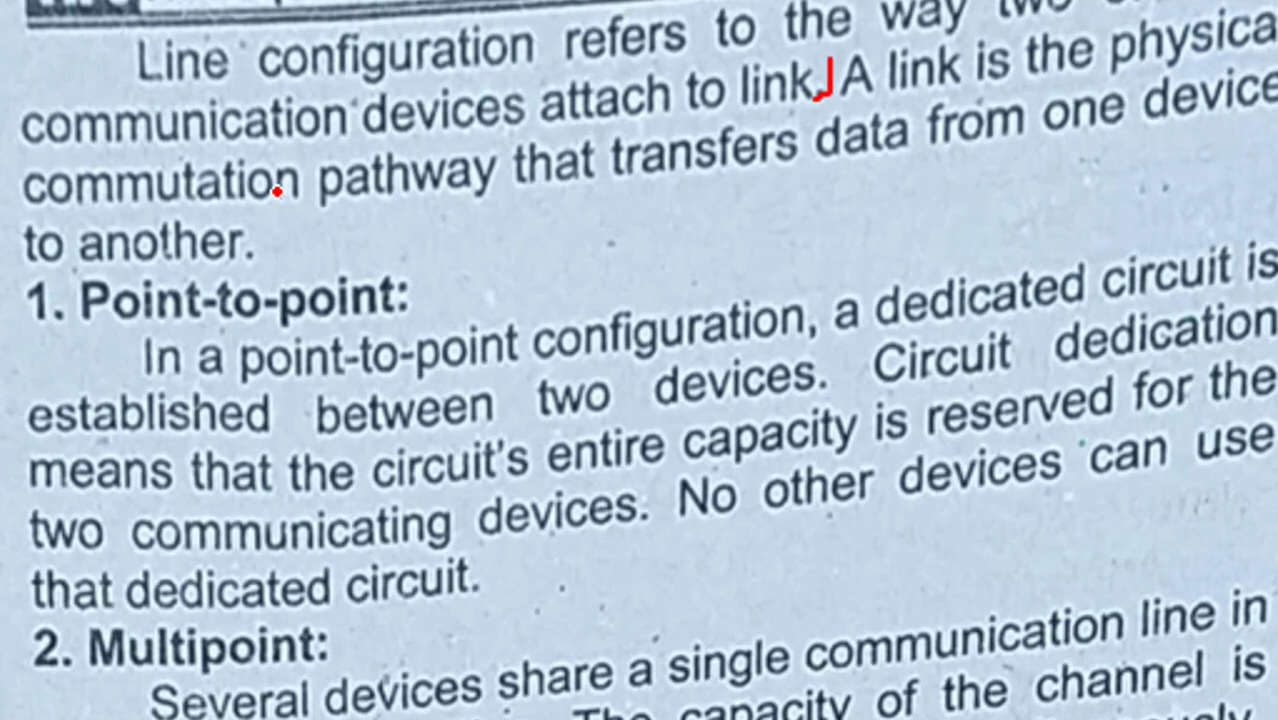 Line configuration refers to the way two
communication devices attach to link. A link is the physica
commutation pathway that transfers data from one device
to another.
1. Point-to-point:
In a point-to-point configuration, a dedicated circuit is
established between two devices. Circuit dedication
means that the circuit's entire capacity is reserved for the
two communicating devices. No other devices can use
that dedicated circuit.
2. Multipoint:
Several devices share a single communication line in
The capacity of the channel is